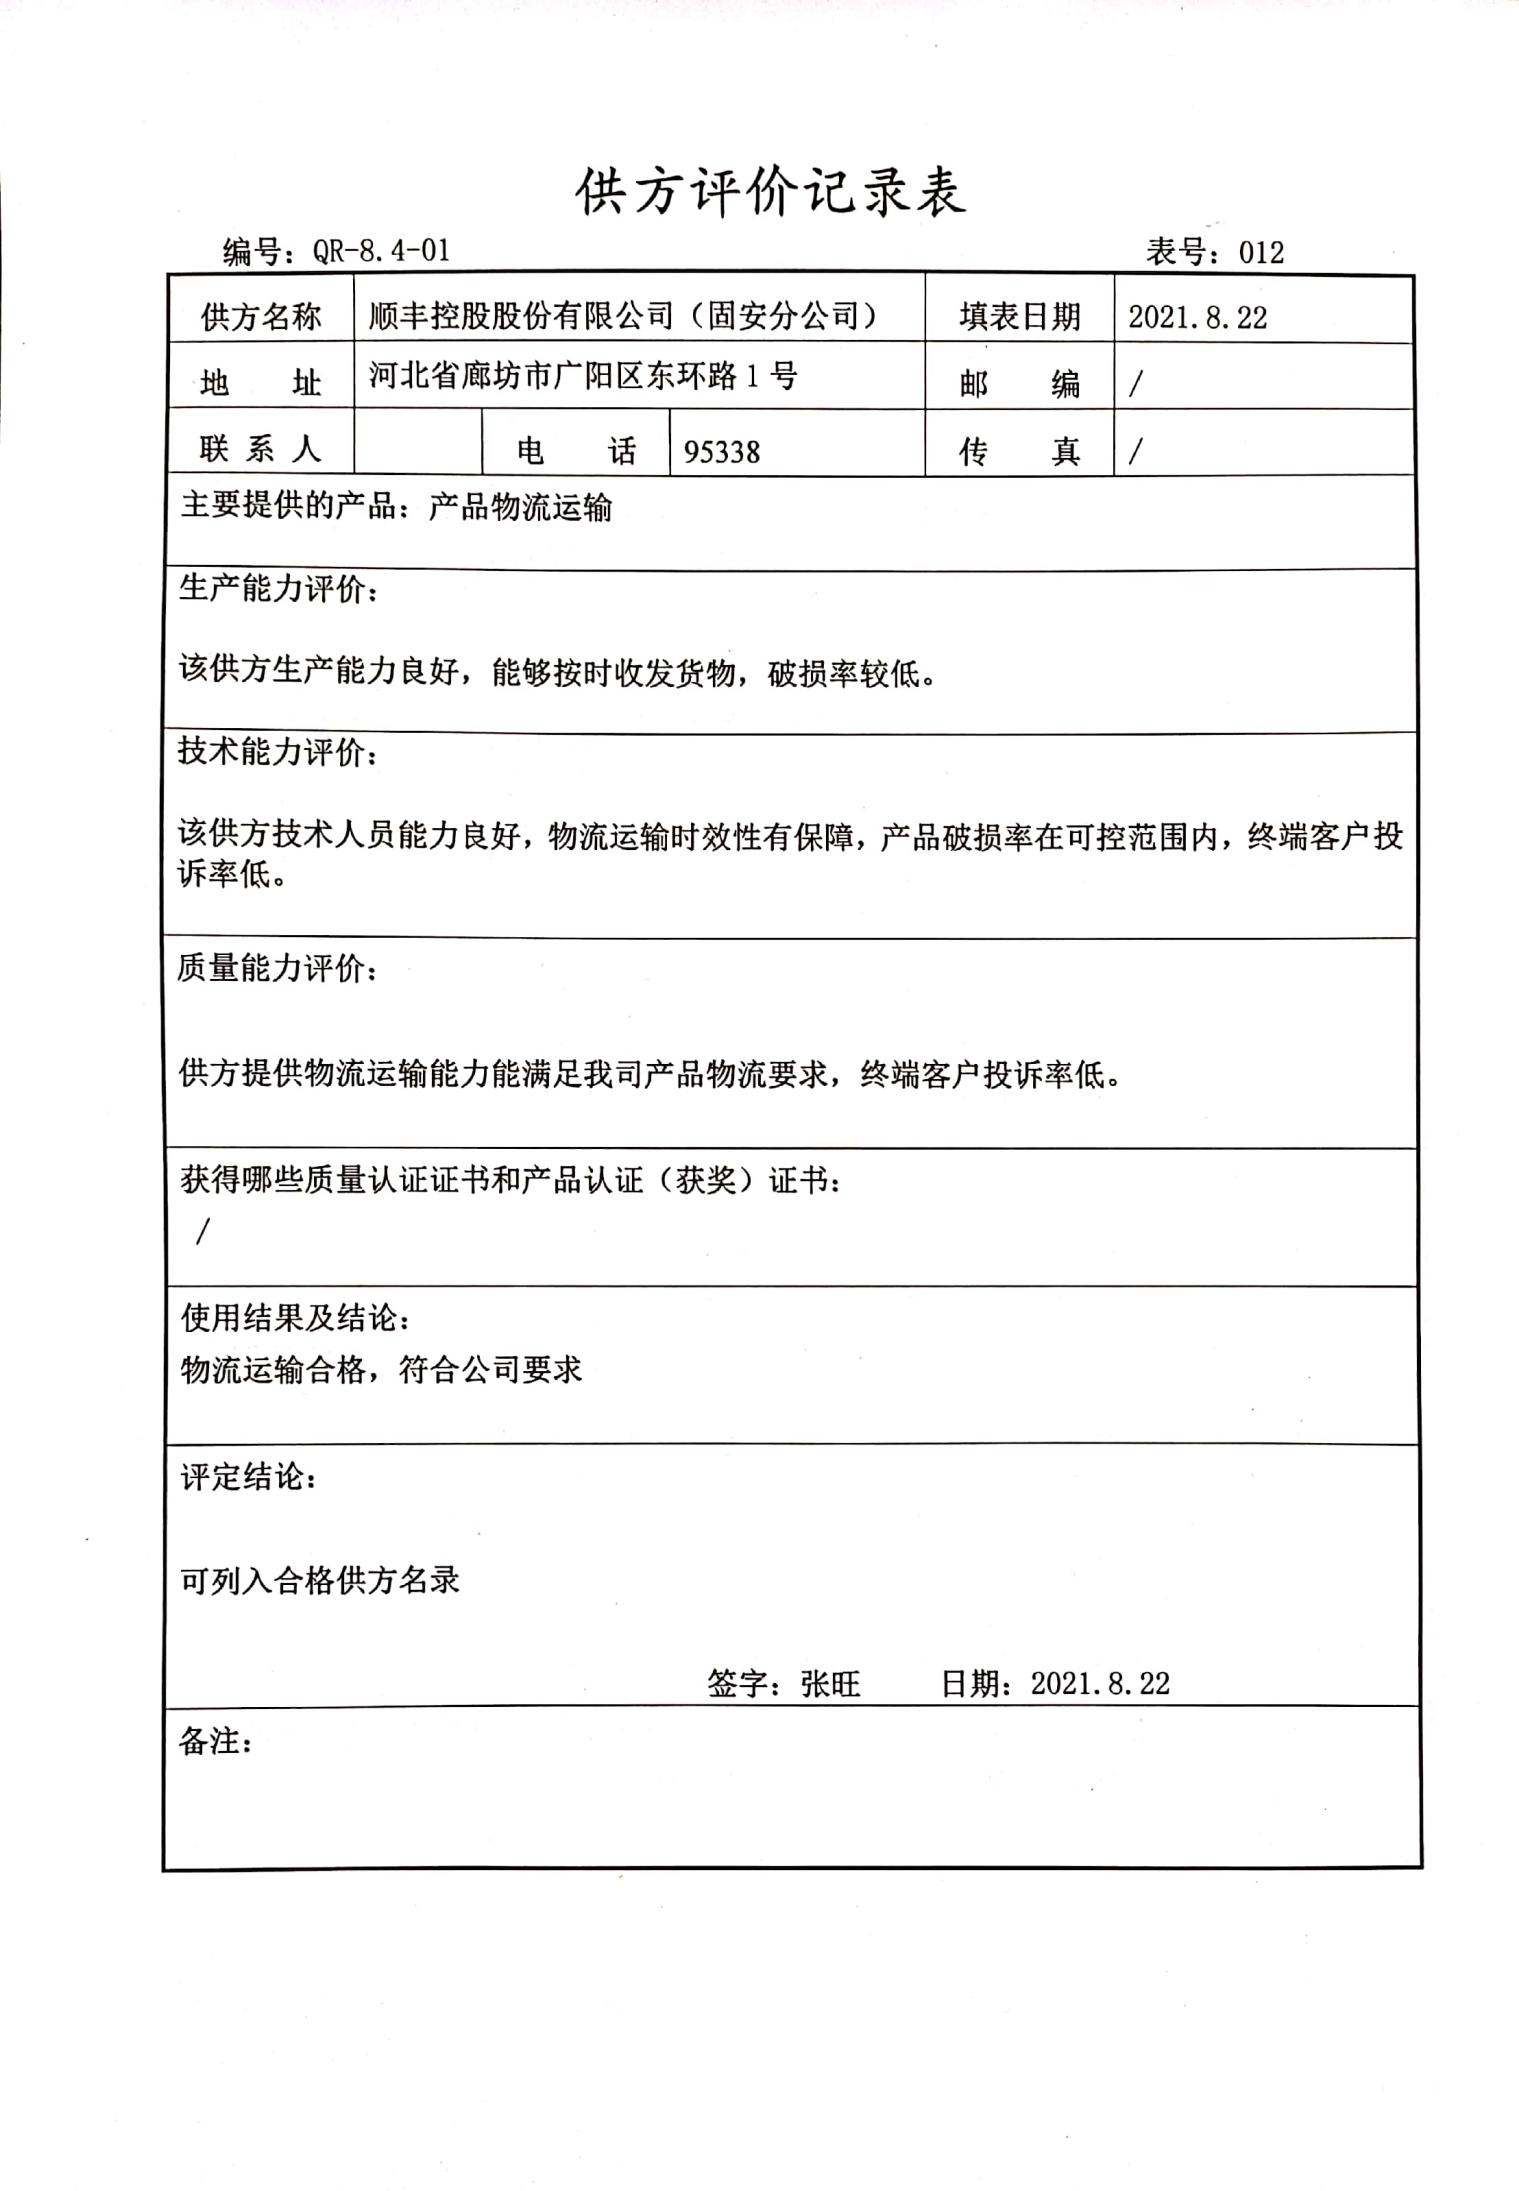 供方评价记录表
编号：QR-8.4-01 表号：012
供方名称 顺丰控股股份有限公司（固安分公司） 填表日期 2021.8.22
地 址 河北省廊坊市广阳区东环路1号 邮 编 /
联系人 电 话 95338 传 真 /
主要提供的产品：产品物流运输
生产能力评价：
该供方生产能力良好，能够按时收发货物，破损率较低。
技术能力评价：
该供方技术人员能力良好，物流运输时效性有保障，产品破损率在可控范围内，终端客户投
诉率低。
质量能力评价：
供方提供物流运输能力能满足我司产品物流要求，终端客户投诉率低。
获得哪些质量认证证书和产品认证（获奖）证书：
/
使用结果及结论：
物流运输合格，符合公司要求
评定结论：
可列入合格供方名录
签字：张旺 日期：2021.8.22
备注：